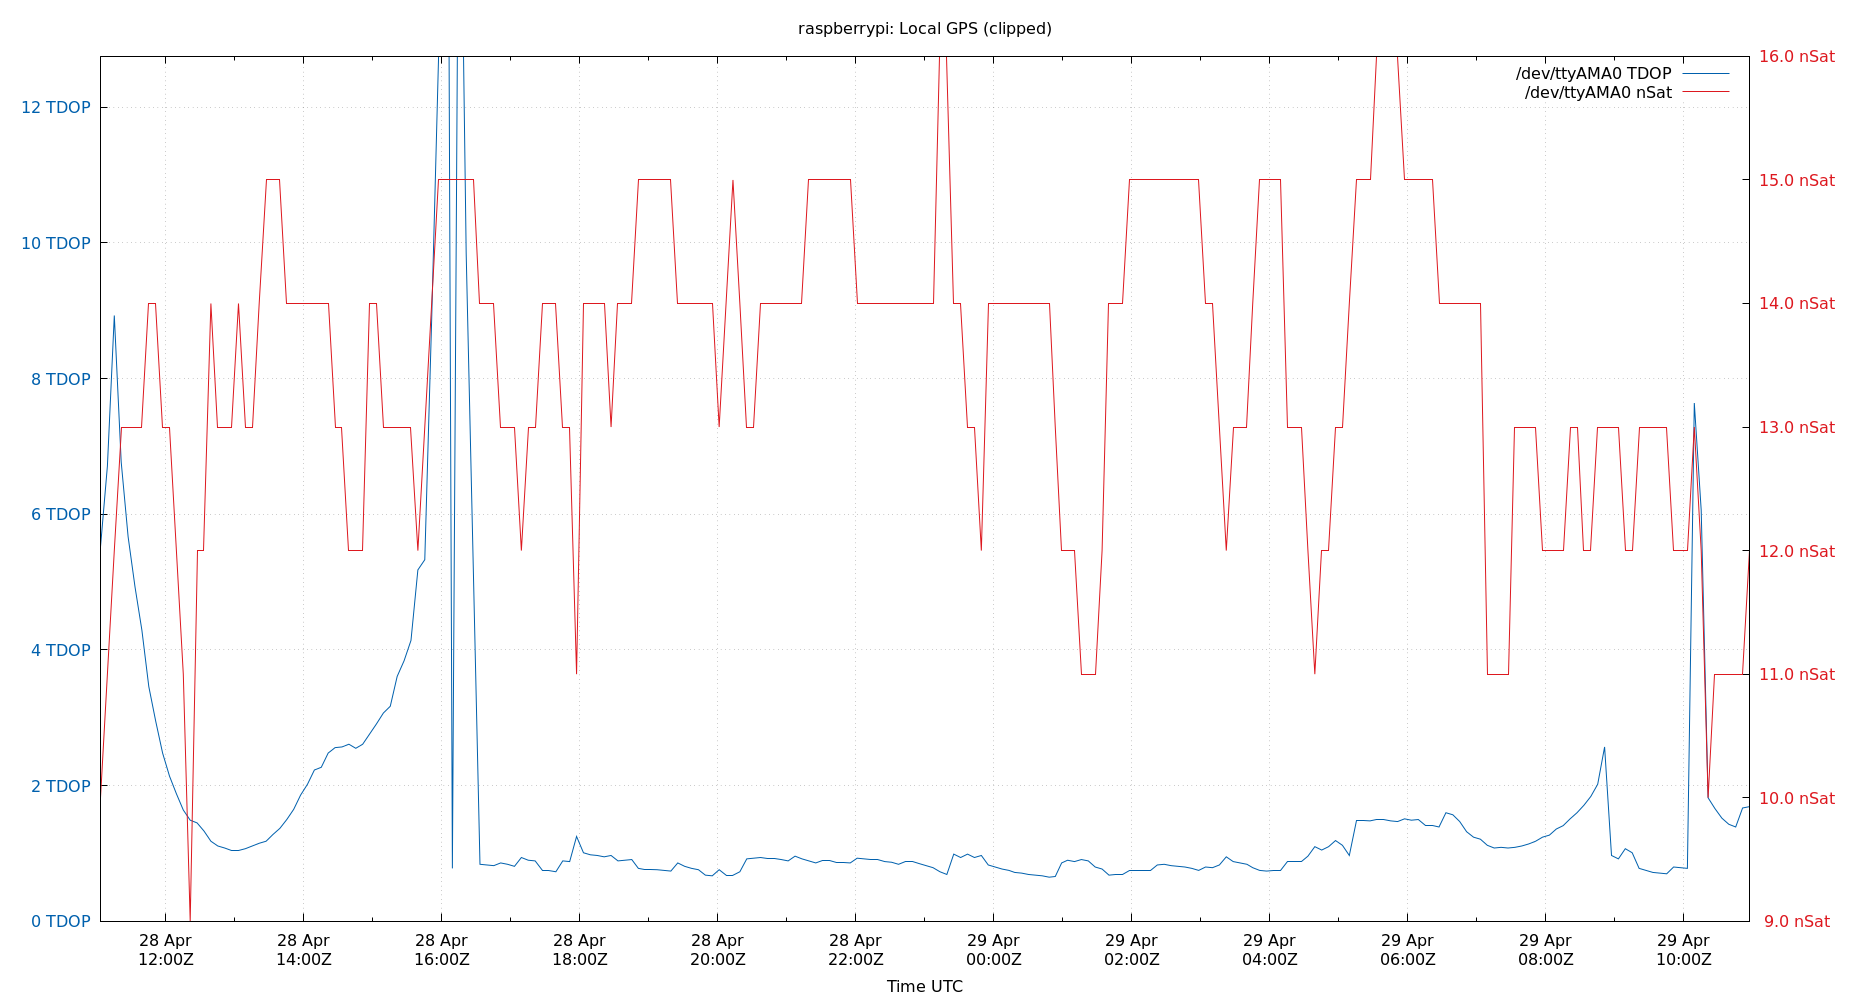 raspberrypi: Local GPS (clipped)
/dev/ttyAMA0 TDOP
/dev/ttyAMA0 nSat
12 TDOP
10 TDOP
8 TDOP
6 TDOP
4 TDOP
2 TDOP
0 TDOP
16.0 nSat
15.0 nSat
14.0 nSat
13.0 nSat
12.0 nSat
11.0 nSat
10.0 nSat
9.0 nSat
28 Apr
12:00Z
28 Apr
14:00Z
28 Apr
16:00Z
28 Apr
18:00Z
28 Apr
20:00Z
28 Apr
22:00Z
29 Apr
00:00Z
29 Apr
02:00Z
29 Apr
04:00Z
29 Apr
06:00Z
29 Apr
08:00Z
29 Apr
10:00Z
Time UTC